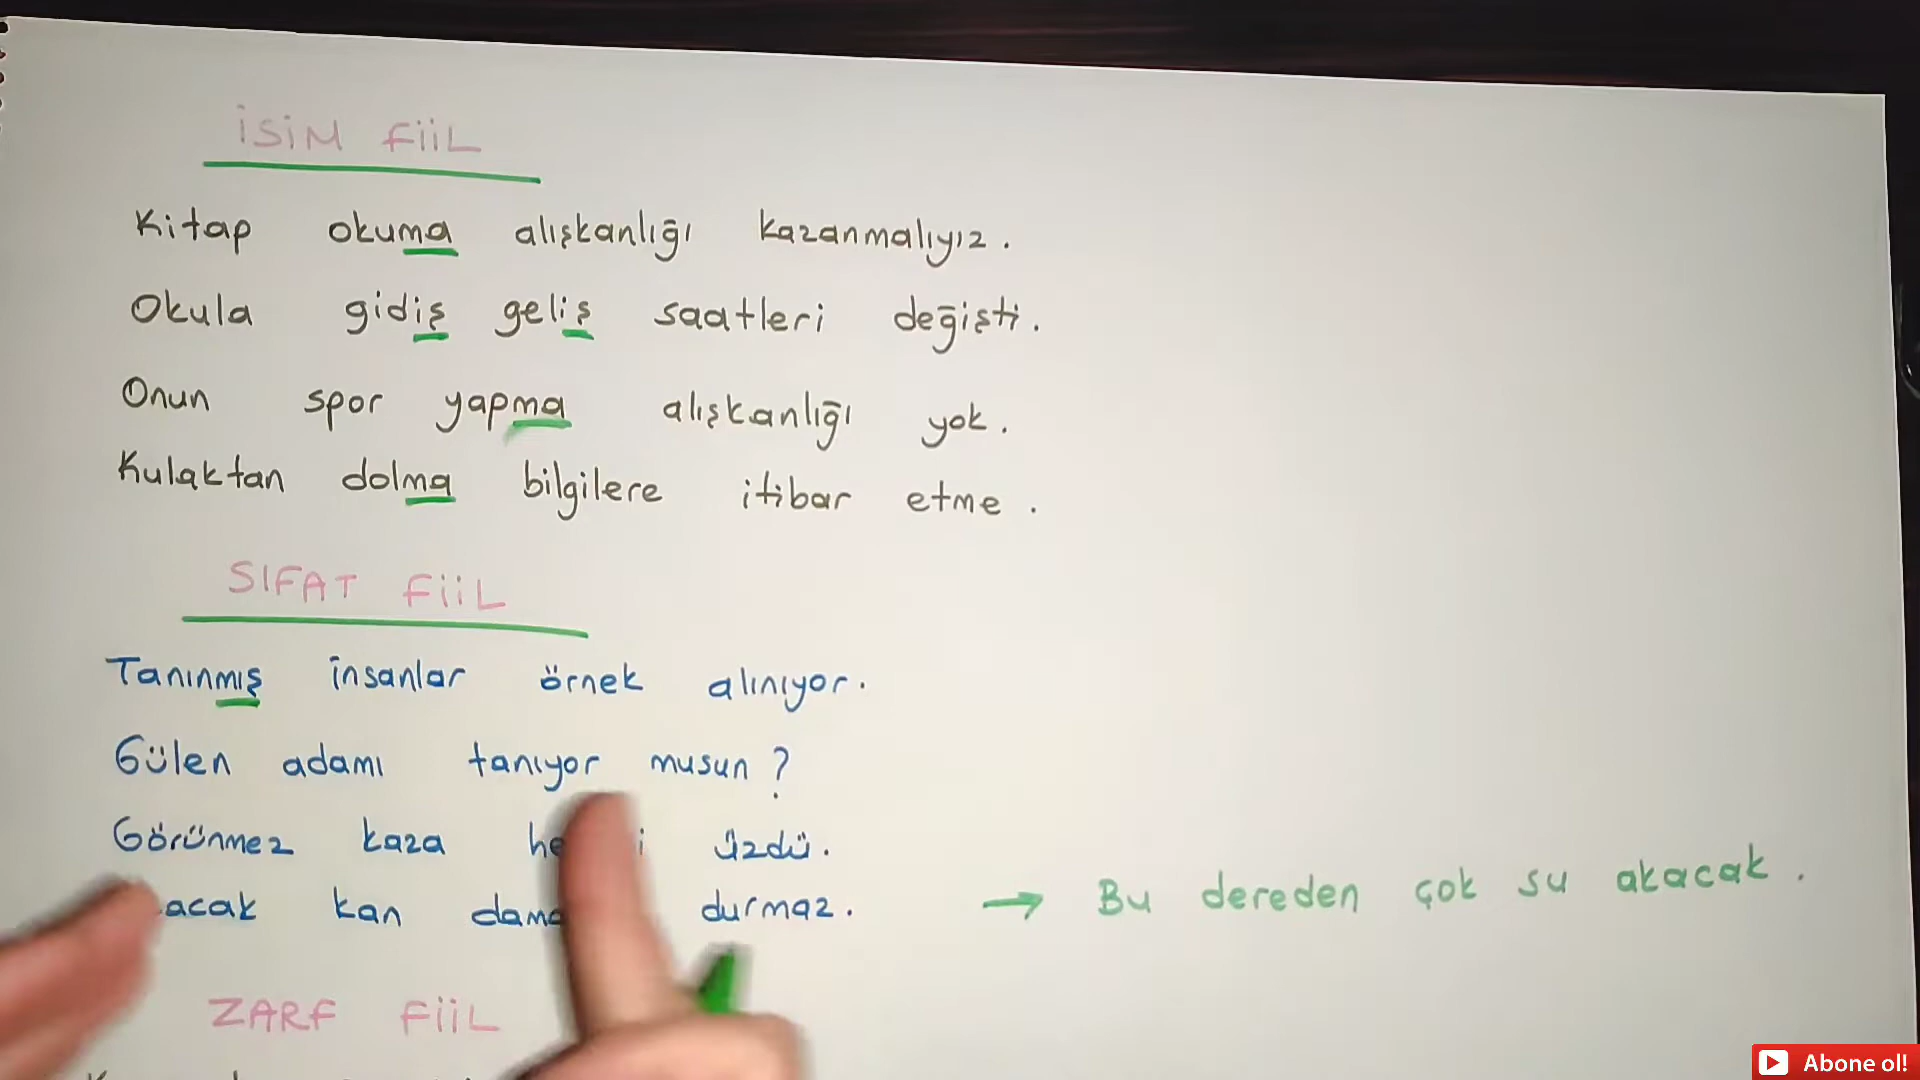 İSİM FİİL
Kitap okuma alışkanlığı kazanmalıyız.
Okula gidiş geliş saatleri değişti.
Onun spor yapma alışkanlığı yok.
Kulaktan dolma bilgilere itibar etme.
SIFAT FİİL
Tanınmış insanlar örnek alınıyor.
Gülen adamı tanıyor musun?
Görünmez kaza üzdü.
kan durmaz. → Bu dereden çok su akacak.
ZARF FİİL
Abone ol!